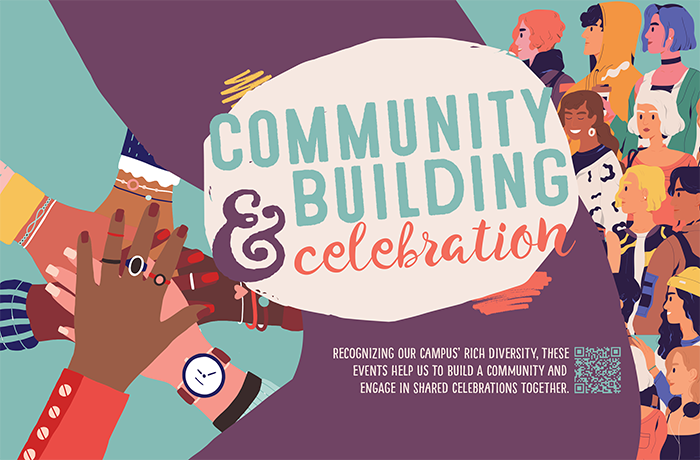 COMMUNITY
& BUILDING
celebration
RECOGNIZING OUR CAMPUS' RICH DIVERSITY, THESE
EVENTS HELP US TO BUILD A COMMUNITY AND
ENGAGE IN SHARED CELEBRATIONS TOGETHER.